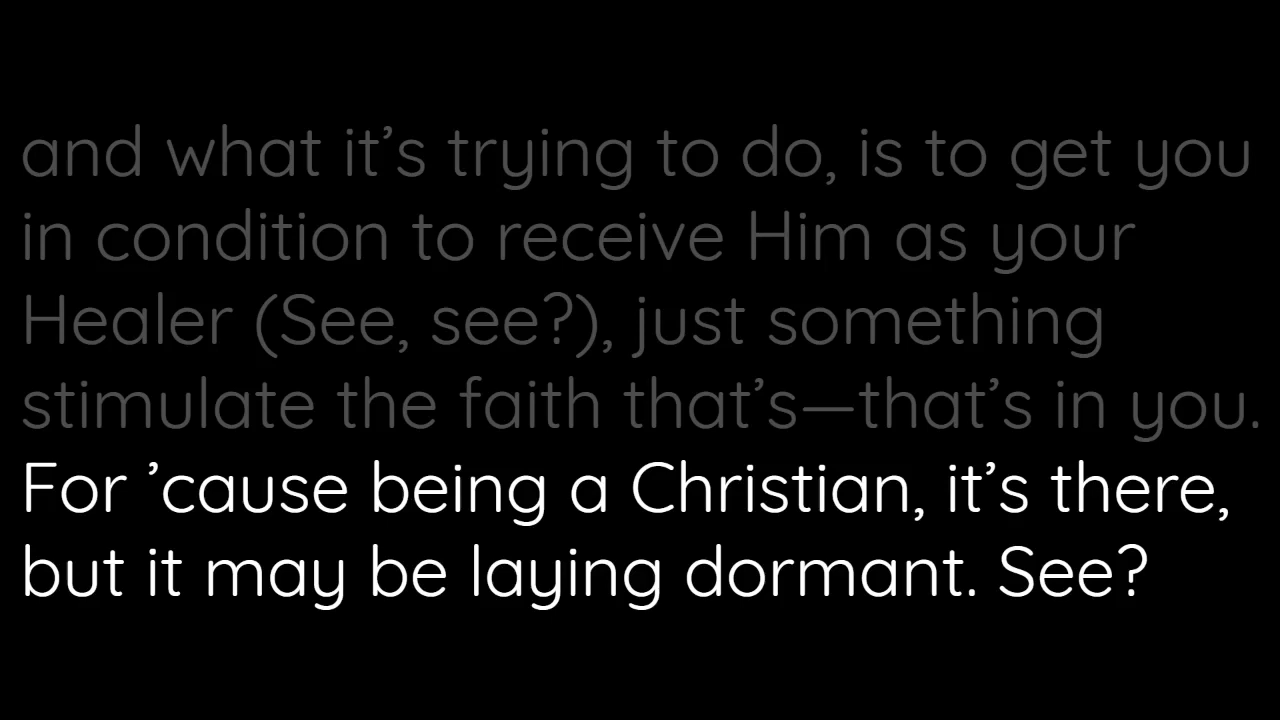 and what it’s trying to do, is to get you
in condition to receive Him as your
Healer (See, see?), just something
stimulate the faith that’s—that’s in you.
For ’cause being a Christian, it’s there,
but it may be laying dormant. See?